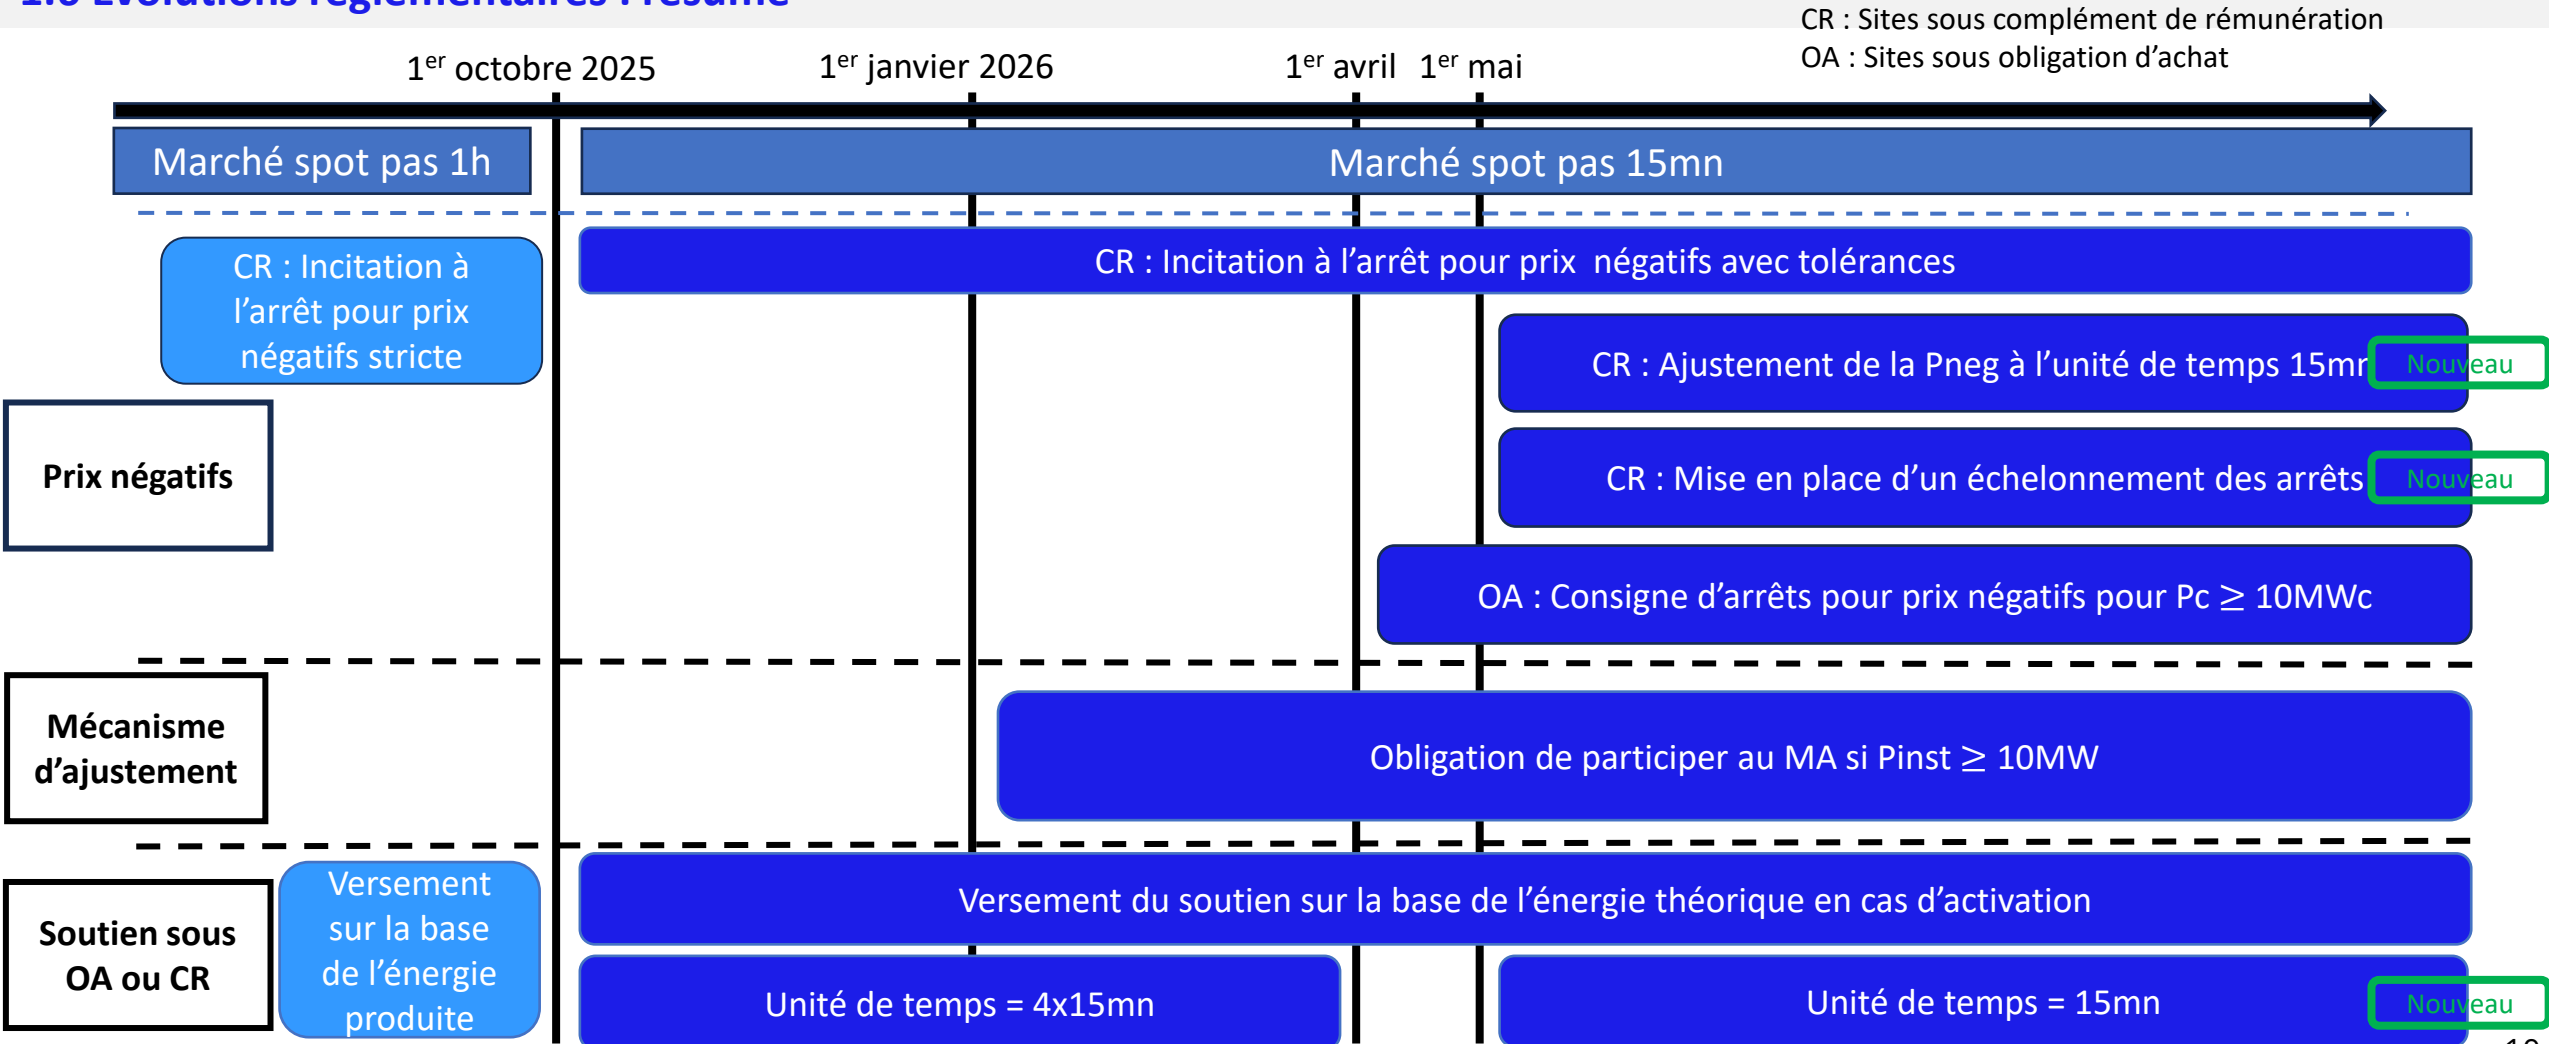 1.6 Evolutions réglementaires : résumé
CR : Sites sous complément de rémunération
OA : Sites sous obligation d'achat
1er octobre 2025
1er janvier 2026
1er avril
1er mai
Marché spot pas 1h
Marché spot pas 15mn
CR : Incitation à
l'arrêt pour prix
négatifs stricte
CR : Incitation à l'arrêt pour prix négatifs avec tolérances
CR : Ajustement de la Pneg à l'unité de temps 15mn
Nouveau
Prix négatifs
CR : Mise en place d'un échelonnement des arrêts
Nouveau
OA : Consigne d'arrêts pour prix négatifs pour Pc ≥ 10MWc
Mécanisme
d'ajustement
Obligation de participer au MA si Pinst ≥ 10MW
Soutien sous
OA ou CR
Versement
sur la base
de l'énergie
produite
Versement du soutien sur la base de l'énergie théorique en cas d'activation
Unité de temps = 4x15mn
Unité de temps = 15mn
Nouveau